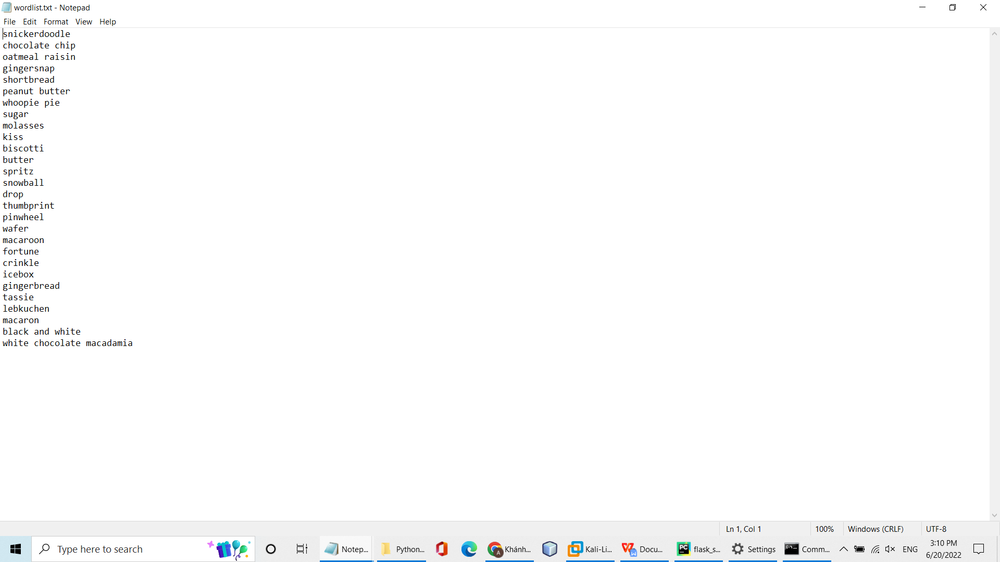 wordlist.txt - Notepad
File Edit Format View Help
snickerdoodle
chocolate chip
oatmeal raisin
gingersnap
shortbread
peanut butter
whoopie pie
sugar
molasses
kiss
biscotti
butter
spritz
snowball
drop
thumbprint
pinwheel
wafer
macaroon
fortune
crinkle
icebox
gingerbread
tassie
lebkuchen
macaron
black and white
white chocolate macadamia
Ln 1, Col 1 100% Windows (CRLF) UTF-8
Type here to search Notep... Python... Khánh... Kali-Li... Docu... flask_s... Settings Comm... ENG 3:10 PM
6/20/2022